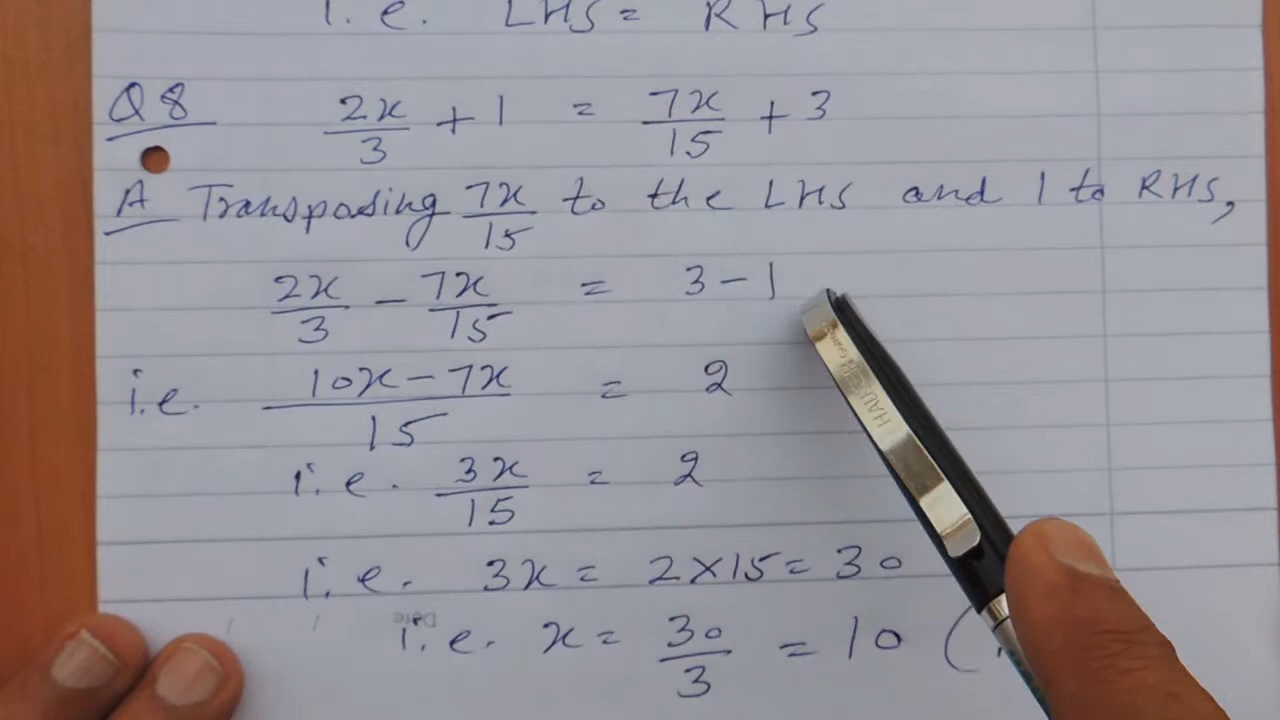 i.e. LHS = RHS
Q8 2x/3 + 1 = 7x/15 + 3
A Transposing 7x/15 to the LHS and 1 to RHS,
2x/3 - 7x/15 = 3 - 1
i.e. 10x - 7x/15 = 2
i.e. 3x/15 = 2
i.e. 3x = 2 × 15 = 30
Date
i.e. x = 30/3 = 10 (